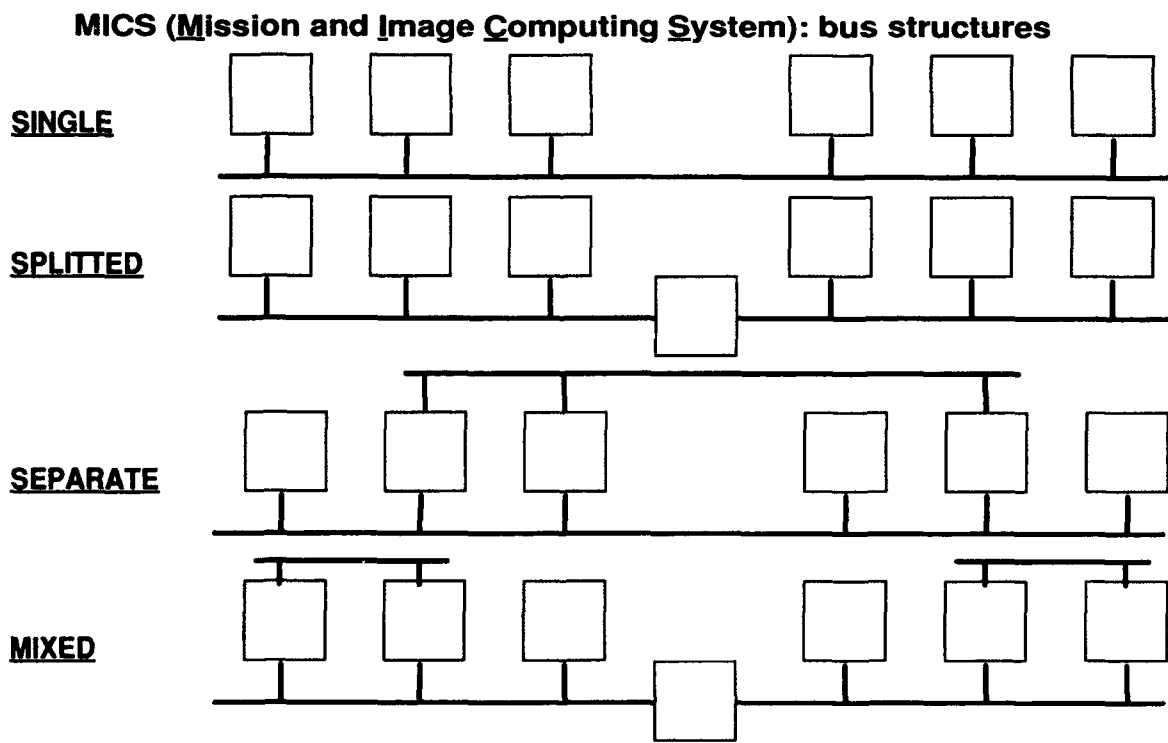 MICS (Mission and Image Computing System): bus structures
SINGLE
SPLITTED
SEPARATE
MIXED